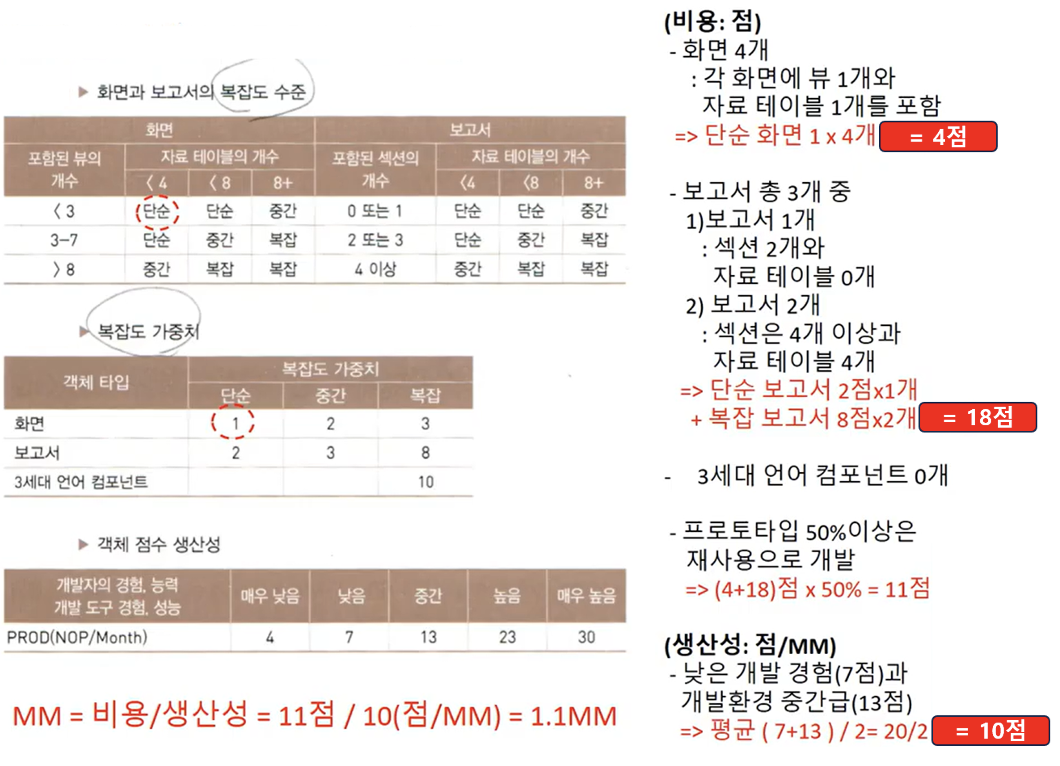 ▶ 화면과 보고서의 복잡도 수준
화면 보고서
포함된 뷰의 개수 자료 테이블의 개수 포함된 섹션의 개수 자료 테이블의 개수
< 4 < 8 8+ <4 <8 8+
< 3 단순 단순 중간 0 또는 1 단순 단순 중간
3-7 단순 중간 복잡 2 또는 3 단순 중간 복잡
> 8 중간 복잡 복잡 4 이상 중간 복잡 복잡
▶ 복잡도 가중치
객체 타입 복잡도 가중치
단순 중간 복잡
화면 1 2 3
보고서 2 3 8
3세대 언어 컴포넌트 10
▶ 객체 점수 생산성
개발자의 경험, 능력
개발 도구 경험, 성능
매우 낮음 낮음 중간 높음 매우 높음
PROD(NOP/Month) 4 7 13 23 30
MM = 비용/생산성 = 11점 / 10(점/MM) = 1.1MM
(비용: 점)
- 화면 4개
: 각 화면에 뷰 1개와
자료 테이블 1개를 포함
=> 단순 화면 1 x 4개 = 4점
- 보고서 총 3개 중
1)보고서 1개
: 섹션 2개와
자료 테이블 0개
2) 보고서 2개
: 섹션은 4개 이상과
자료 테이블 4개
=> 단순 보고서 2점x1개
+ 복잡 보고서 8점x2개 = 18점
- 3세대 언어 컴포넌트 0개
- 프로토타입 50%이상은
재사용으로 개발
=> (4+18)점 x 50% = 11점
(생산성: 점/MM)
- 낮은 개발 경험(7점)과
개발환경 중간급(13점)
=> 평균 ( 7+13 ) / 2= 20/2 = 10점